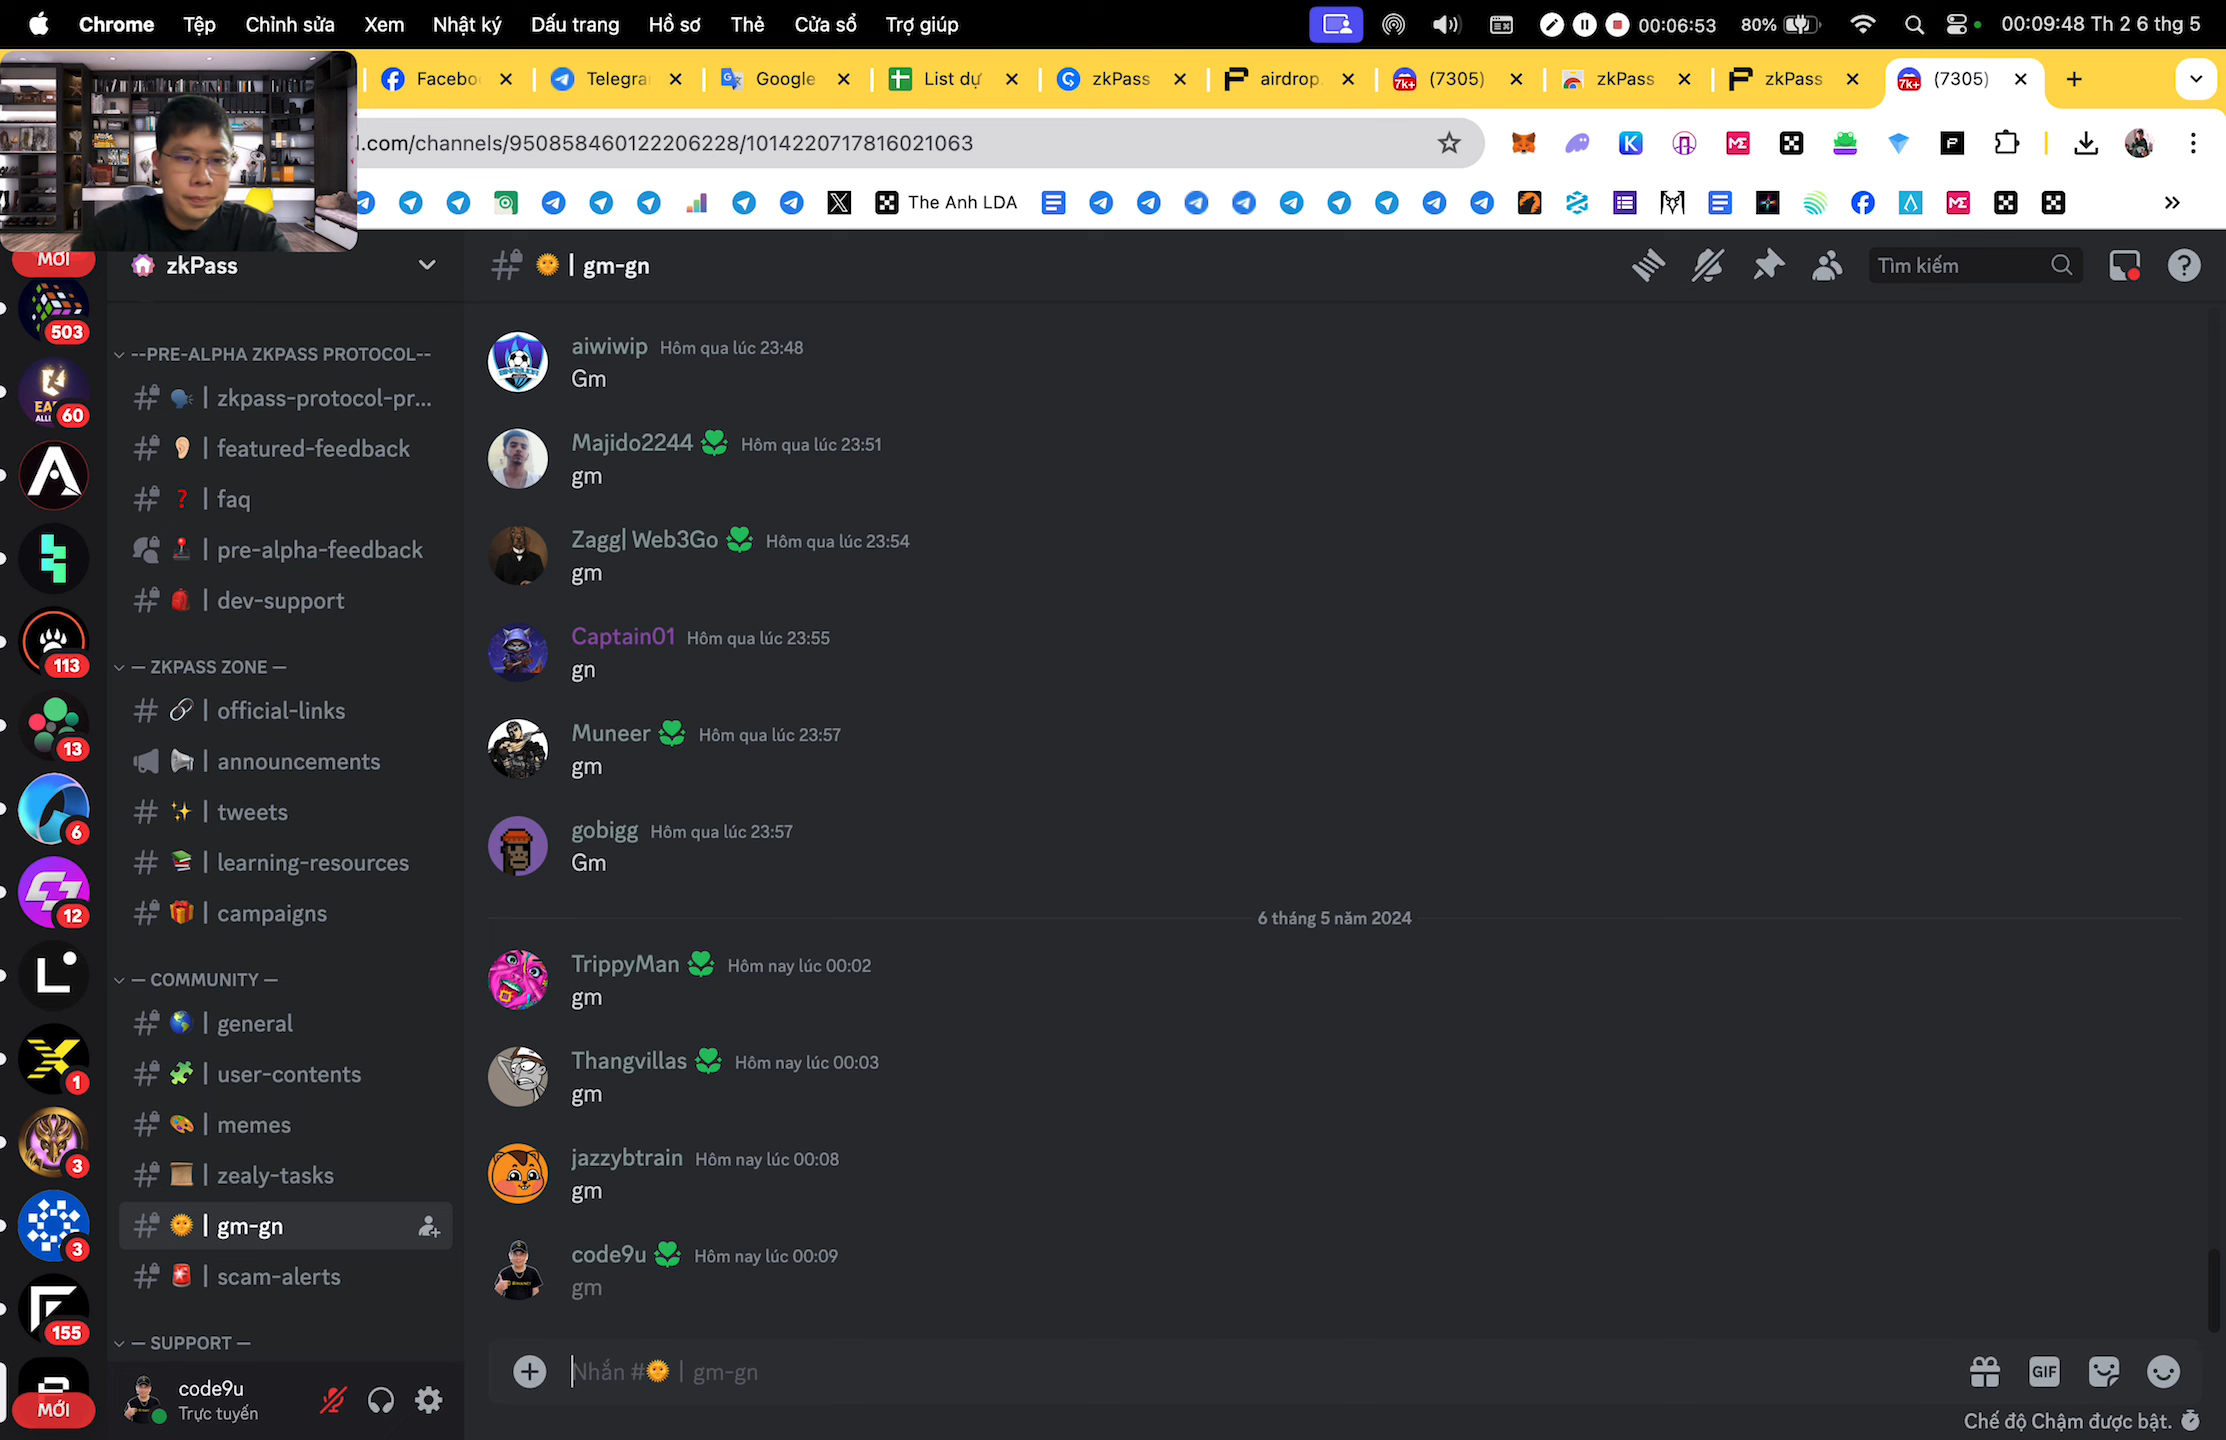 Chrome Tệp Chỉnh sửa Xem Nhật ký Dấu trang Hồ sơ Thẻ Cửa sổ Trợ giúp 00:06:53 80% 00:09:48 Th 2 6 thg 5
Facebo Telegra Google List dự zkPass airdrop. (7305) zkPass zkPass (7305)
.com/channels/950858460122206228/1014220717816021063
The Anh LDA
zkPass
gm-gn
Tìm kiếm
MỚI
503
60
113
13
6
12
1
3
3
155
MỚI
--PRE-ALPHA ZKPASS PROTOCOL--
zkpass-protocol-pr...
featured-feedback
faq
pre-alpha-feedback
dev-support
— ZKPASS ZONE —
official-links
announcements
tweets
learning-resources
campaigns
— COMMUNITY —
general
user-contents
memes
zealy-tasks
gm-gn
scam-alerts
— SUPPORT —
code9u
Trực tuyến
aiwiwip Hôm qua lúc 23:48
Gm
Majido2244 Hôm qua lúc 23:51
gm
Zagg| Web3Go Hôm qua lúc 23:54
gm
Captain01 Hôm qua lúc 23:55
gn
Muneer Hôm qua lúc 23:57
gm
gobigg Hôm qua lúc 23:57
Gm
6 tháng 5 năm 2024
TrippyMan Hôm nay lúc 00:02
gm
Thangvillas Hôm nay lúc 00:03
gm
jazzybtrain Hôm nay lúc 00:08
gm
code9u Hôm nay lúc 00:09
gm
Nhắn #🌞 | gm-gn
GIF
Chế độ Chậm được bật.